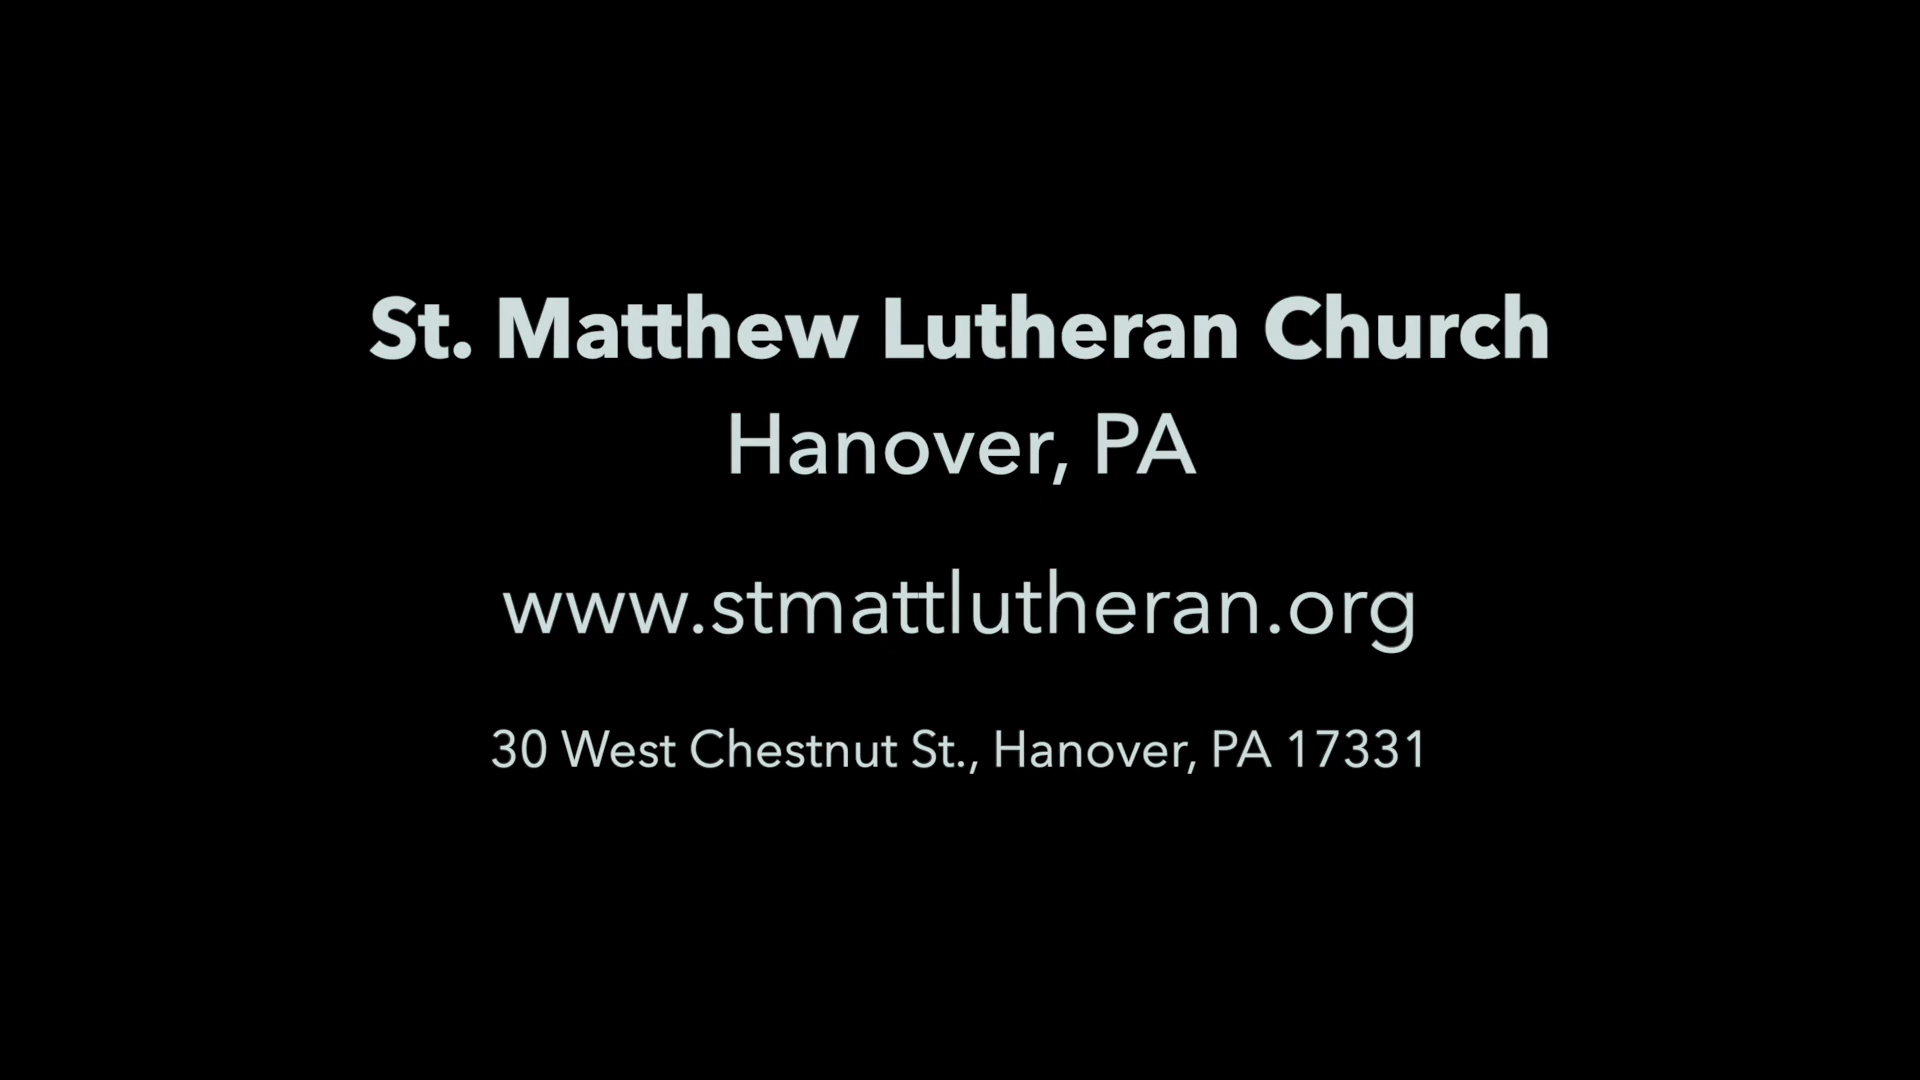 St. Matthew Lutheran Church
Hanover, PA
www.stmattlutheran.org
30 West Chestnut St., Hanover, PA 17331